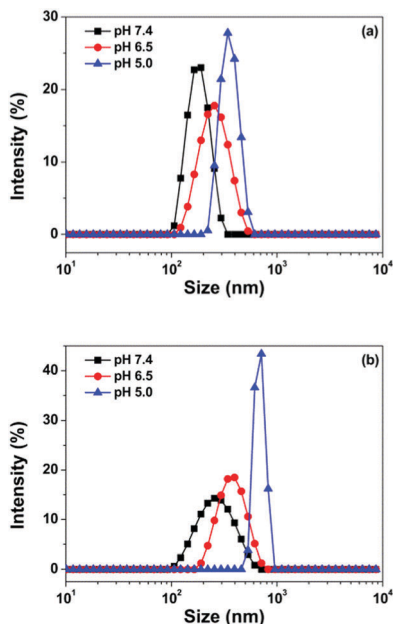 (a)
pH 7.4
pH 6.5
pH 5.0
30
20
10
0
Intensity (%)
10¹ 10² 10³ 10⁴
Size (nm)
(b)
pH 7.4
pH 6.5
pH 5.0
40
30
20
10
0
Intensity (%)
10¹ 10² 10³ 10⁴
Size (nm)